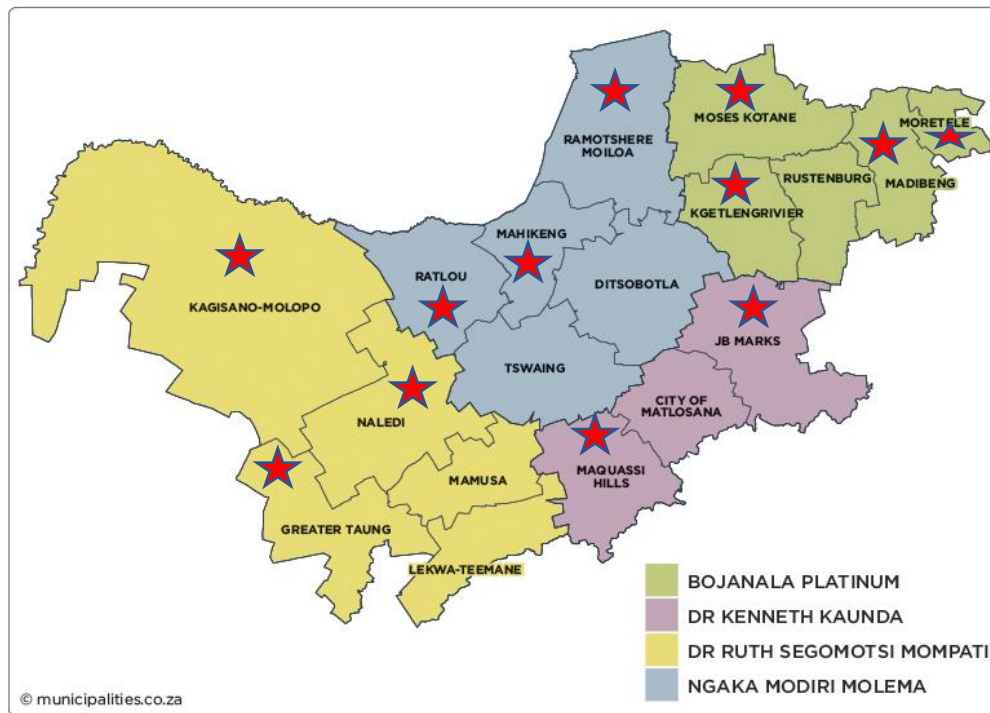 MOSES KOTANE
MORETELE
RAMOTSHERE
MOILOA
RUSTENBURG
MADIBENG
KGETLENGRIVIER
MAHIKENG
RATLOU
DITSOBOTLA
KAGISANO-MOLOPO
JB MARKS
TSWAING
CITY OF
MATLOSANA
NALEDI
MAQUASSI
HILLS
MAMUSA
GREATER TAUNG
LEKWA-TEEMANE
BOJANALA PLATINUM
DR KENNETH KAUNDA
DR RUTH SEGOMOTSI MOMPATI
NGAKA MODIRI MOLEMA
© municipalities.co.za